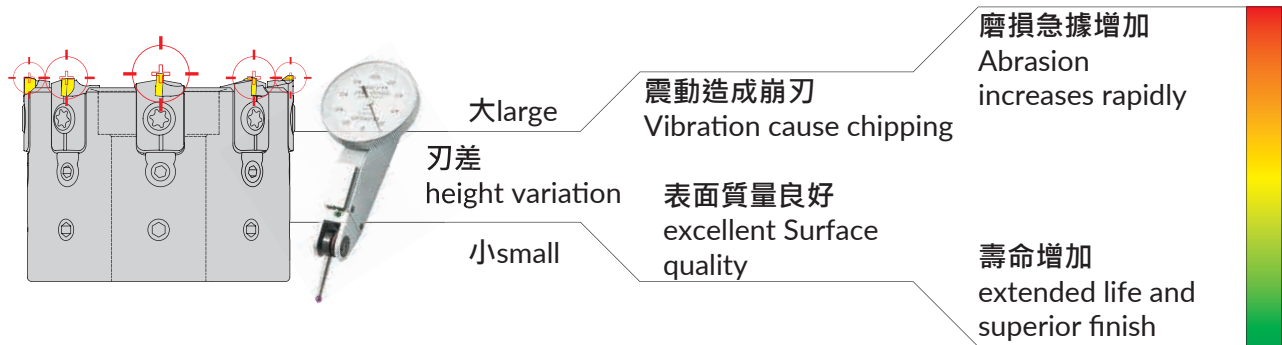 磨損急據增加
Abrasion
increases rapidly
震動造成崩刃
Vibration cause chipping
大large
刃差
height variation
表面質量良好
excellent Surface
quality
小small
壽命增加
extended life and
superior finish